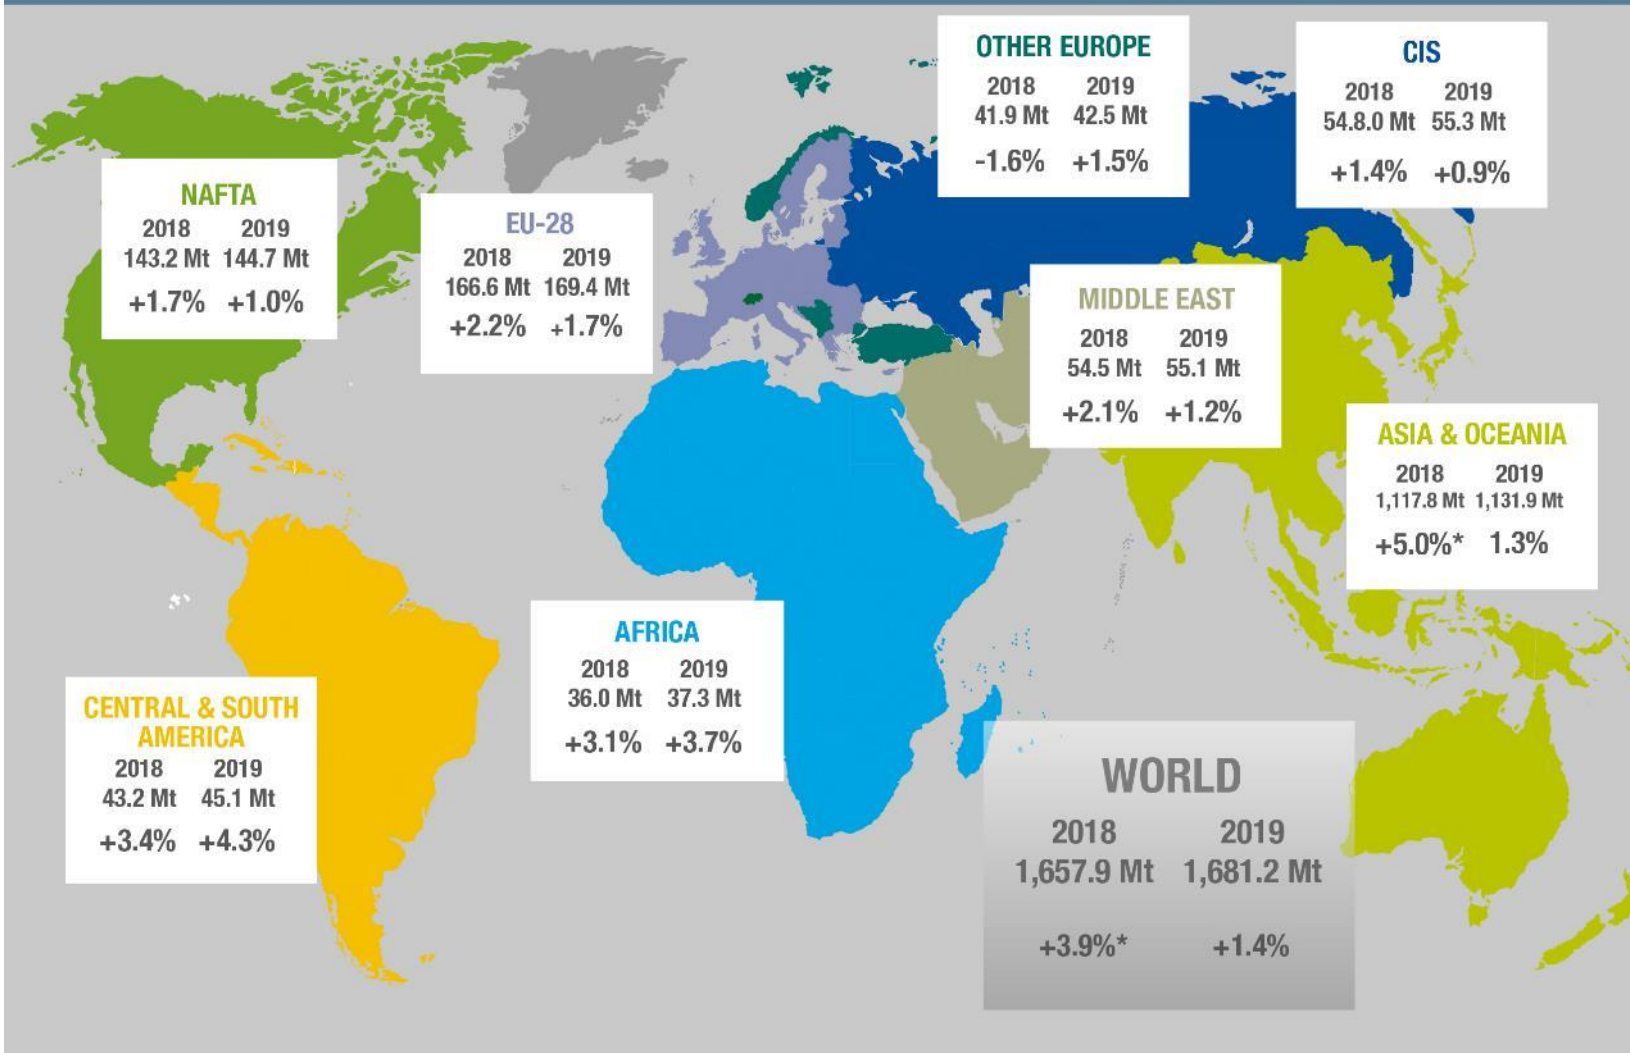 OTHER EUROPE
2018 2019
41.9 Mt 42.5 Mt
-1.6% +1.5%
CIS
2018 2019
54.8.0 Mt 55.3 Mt
+1.4% +0.9%
NAFTA
2018 2019
143.2 Mt 144.7 Mt
+1.7% +1.0%
EU-28
2018 2019
166.6 Mt 169.4 Mt
+2.2% +1.7%
MIDDLE EAST
2018 2019
54.5 Mt 55.1 Mt
+2.1% +1.2%
ASIA & OCEANIA
2018 2019
1,117.8 Mt 1,131.9 Mt
+5.0%* 1.3%
AFRICA
2018 2019
36.0 Mt 37.3 Mt
+3.1% +3.7%
CENTRAL & SOUTH
AMERICA
2018 2019
43.2 Mt 45.1 Mt
+3.4% +4.3%
WORLD
2018 2019
1,657.9 Mt 1,681.2 Mt
+3.9%* +1.4%